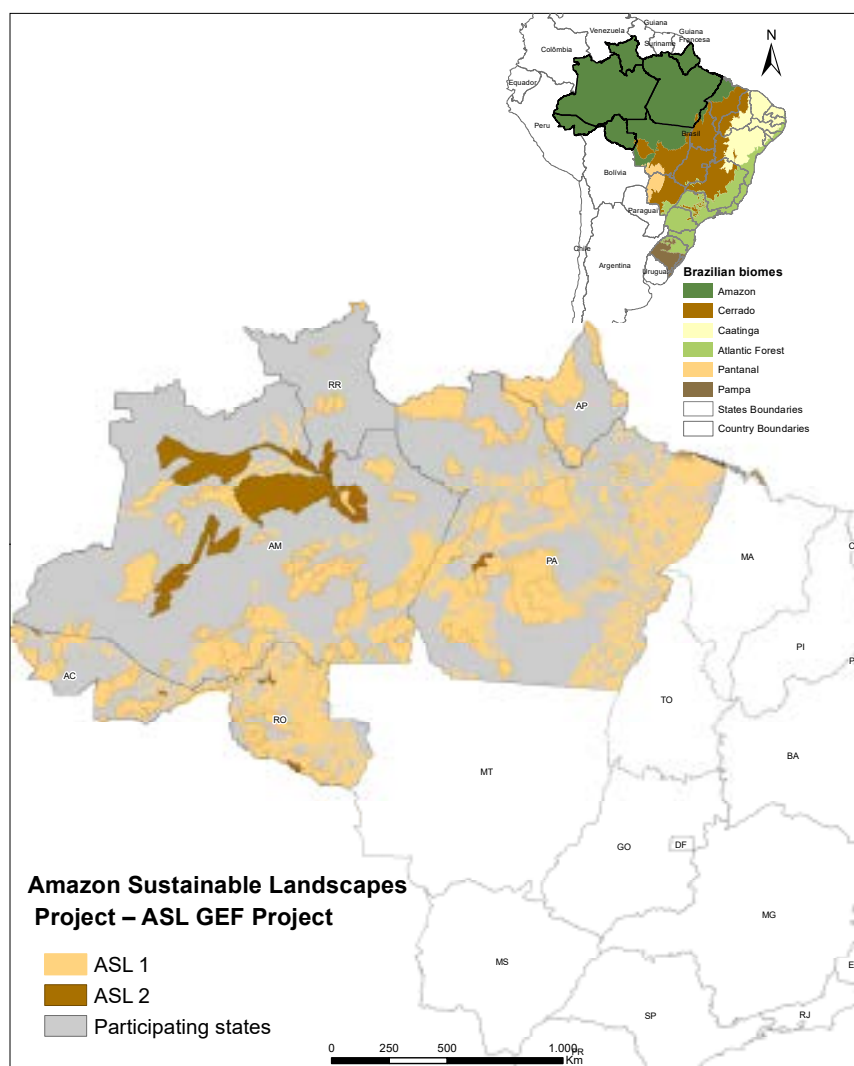 Guiana
Venezuela
Guiana
Francesa
Suriname
Colômbia
N
Equador
Brasil
Peru
Bolívia
Paraguai
Chile
Argentina
Uruguai
Brazilian biomes
Amazon
Cerrado
Caatinga
Atlantic Forest
Pantanal
Pampa
States Boundaries
Country Boundaries
RR
AP
AM
PA
MA
AC
PI
RO
TO
MT
BA
GO
DF
MG
MS
SP
RJ
Amazon Sustainable Landscapes
Project – ASL GEF Project
ASL 1
ASL 2
Participating states
0 250 500 1.000
Km
PR